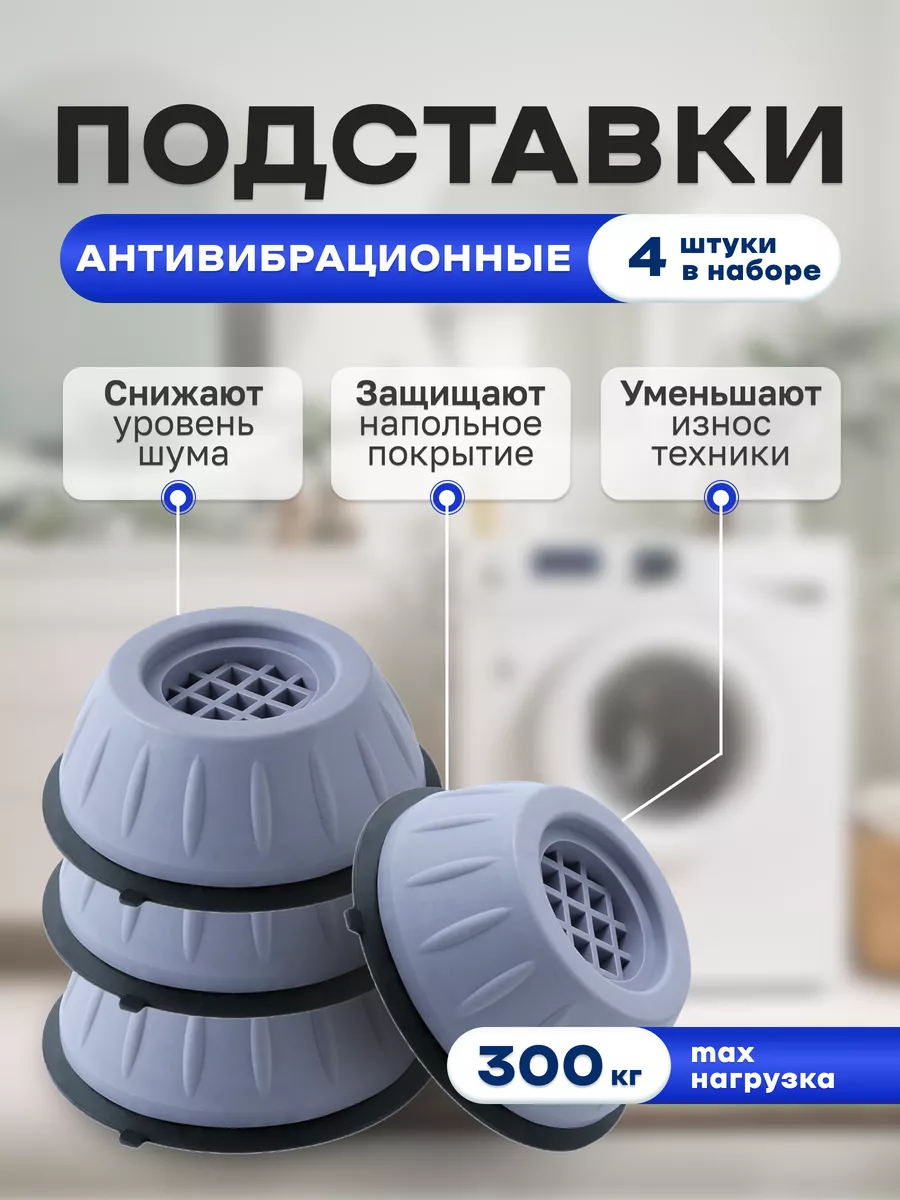 ПОДСТАВКИ
АНТИВИБРАЦИОННЫЕ
4 штуки
в наборе
Снижают
уровень
шума
Защищают
напольное
покрытие
Уменьшают
износ
техники
300 кг
max
нагрузка